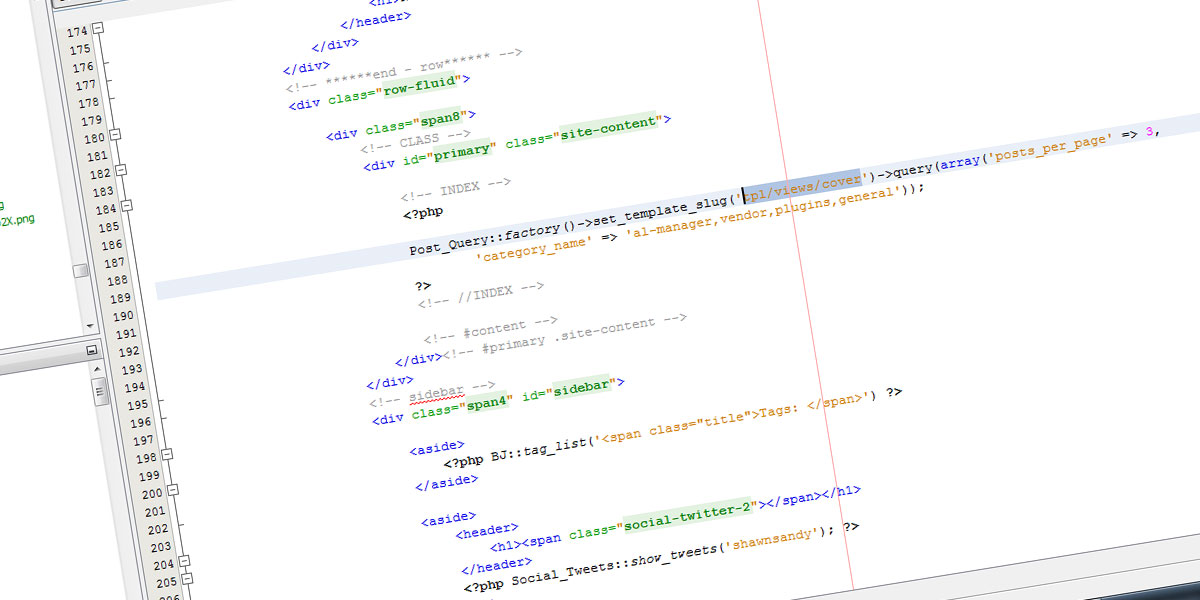 174
175
176
177
178
179
180
181
182
183
184
185
186
187
188
189
190
191
192
193
194
195
196
197
198
199
200
201
202
203
204
205
2X.png
</header>
</div>
</div>
<!-- ******end - row****** -->
<div class="row-fluid">
<div class="span8">
<!-- CLASS -->
<div id="primary" class="site-content">
<!-- INDEX -->
<?php
Post_Query::factory()->set_template_slug('tpl/views/cover')->query(array('posts_per_page' => 3,
'category_name' => 'al-manager,vendor,plugins,general'));
?>
<!-- //INDEX -->
<!-- #content -->
</div><!-- #primary .site-content -->
</div>
<!-- sidebar -->
<div class="span4" id="sidebar">
<aside>
<?php BJ::tag_list('<span class="title">Tags: </span>') ?>
</aside>
<aside>
<header>
<h1><span class="social-twitter-2"></span></h1>
</header>
<?php Social_Tweets::show_tweets('shawnsandy'); ?>